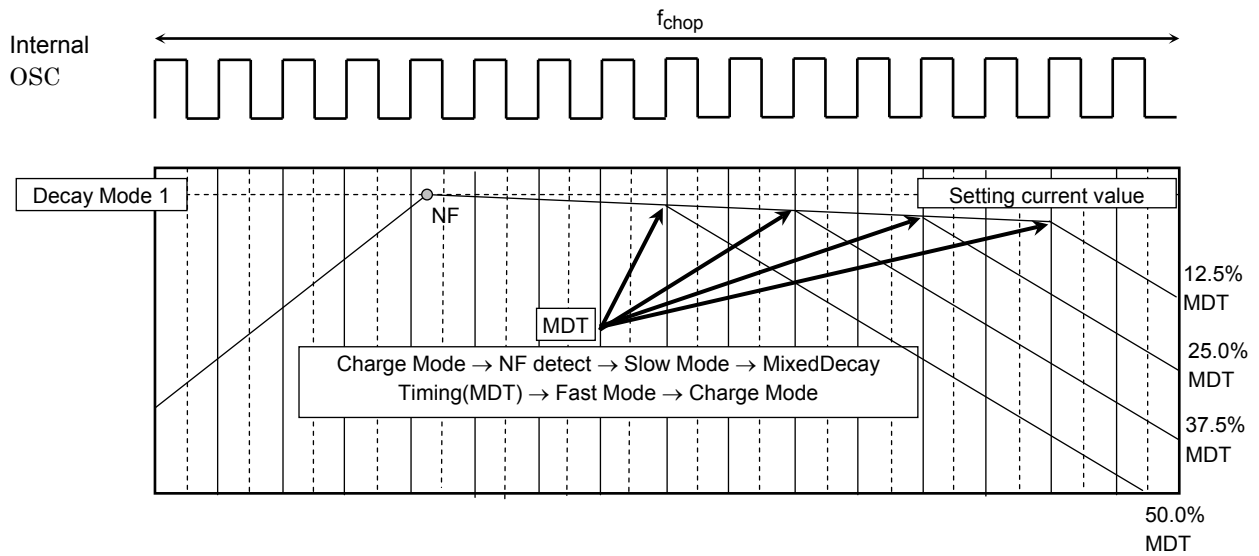 f_chop
Internal
OSC
Decay Mode 1
Setting current value
NF
12.5%
MDT
MDT
25.0%
MDT
Charge Mode → NF detect → Slow Mode → MixedDecay
Timing(MDT) → Fast Mode → Charge Mode
37.5%
MDT
50.0%
MDT